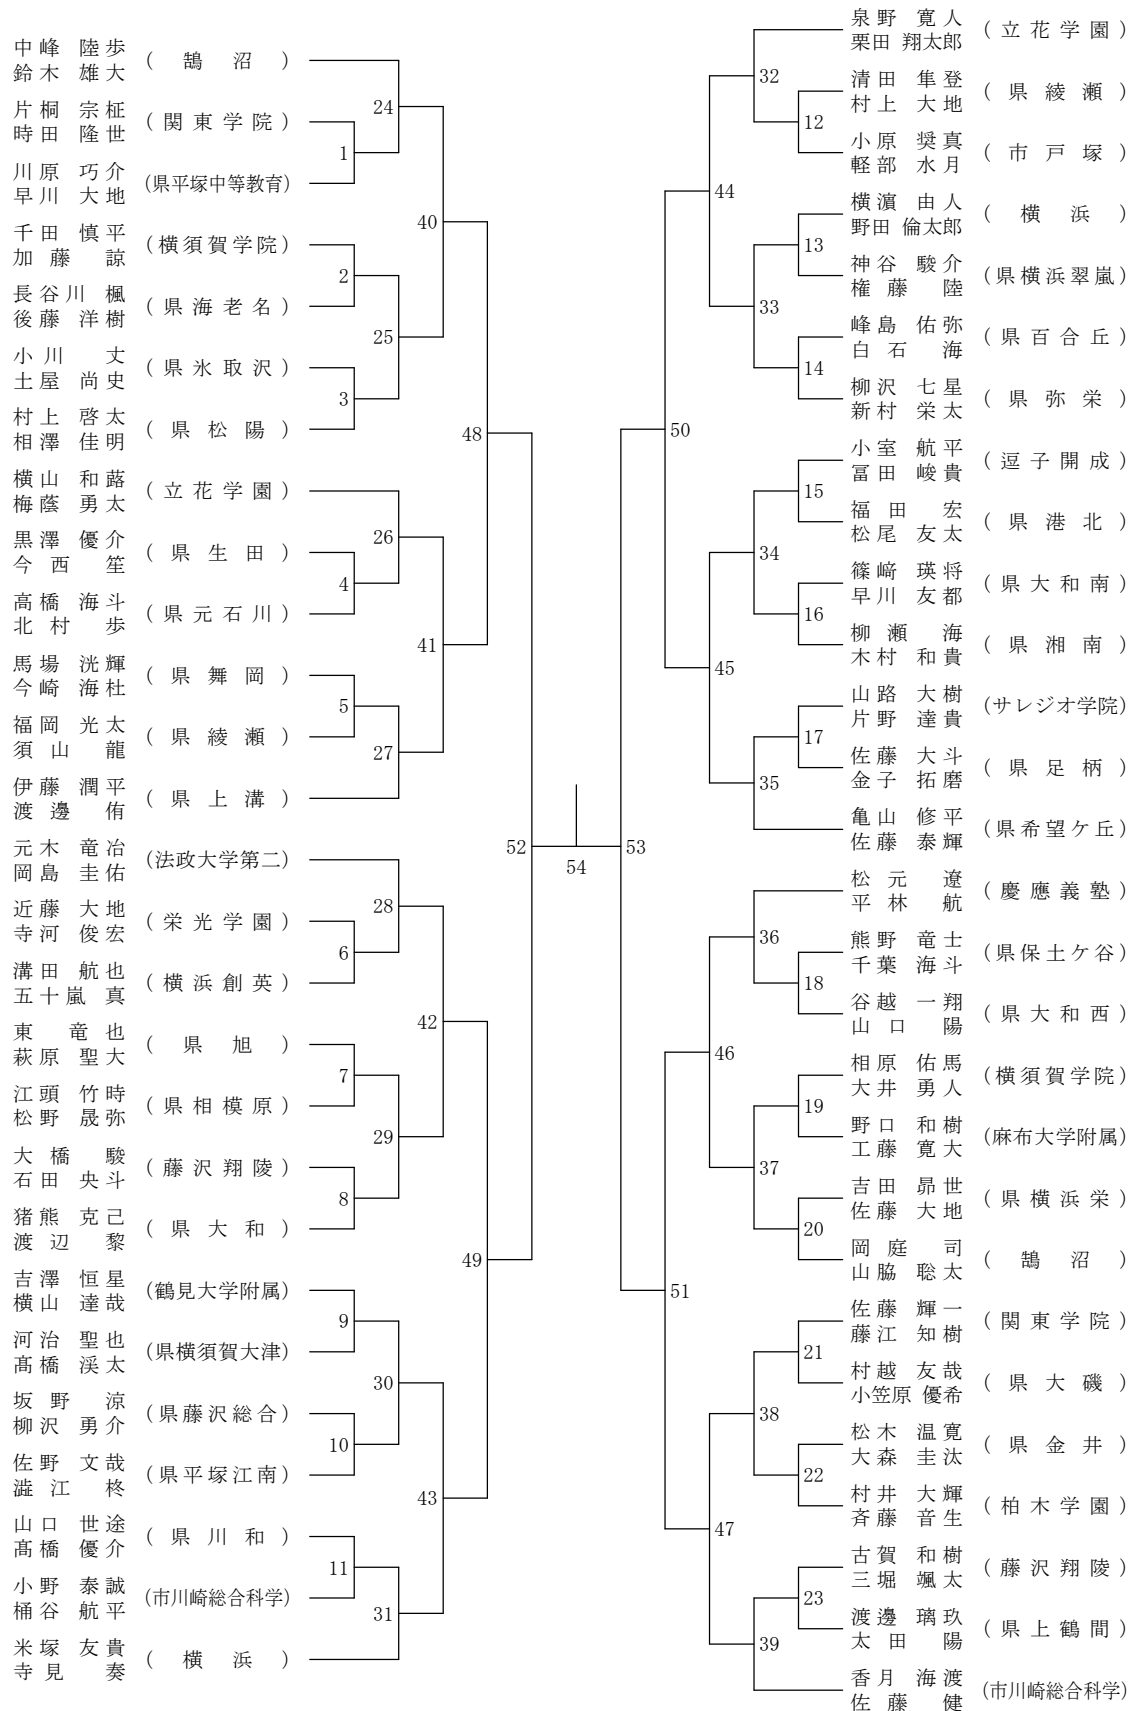 中峰 陸歩
鈴木 雄大
(鵠沼)
片桐 宗柾
時田 隆世
(関東学院)
川原 巧介
早川 大地
(県平塚中等教育)
千田 慎平
加藤 諒
(横須賀学院)
長谷川 楓
後藤 洋樹
(県海老名)
小川 丈
土屋 尚史
(県氷取沢)
村上 啓太
相澤 佳明
(県松陽)
横山 和蕗
梅蔭 勇太
(立花学園)
黒澤 優介
今西 笙
(県生田)
高橋 海斗
北村 歩
(県元石川)
馬場 洸輝
今崎 海杜
(県舞岡)
福岡 光太
須山 龍
(県綾瀬)
伊藤 潤平
渡邊 侑
(県上溝)
元木 竜冶
岡島 圭佑
(法政大学第二)
近藤 大地
寺河 俊宏
(栄光学園)
溝田 航也
五十嵐 真
(横浜創英)
東 竜也
萩原 聖大
(県旭)
江頭 竹時
松野 晟弥
(県相模原)
大橋 駿
石田 央斗
(藤沢翔陵)
猪熊 克己
渡辺 黎
(県大和)
吉澤 恒星
横山 達哉
(鶴見大学附属)
河治 聖也
髙橋 渓太
(県横須賀大津)
坂野 涼
柳沢 勇介
(県藤沢総合)
佐野 文哉
澁江 柊
(県平塚江南)
山口 世途
髙橋 優介
(県川和)
小野 泰誠
桶谷 航平
(市川崎総合科学)
米塚 友貴
寺見 奏
(横浜)
1
2
3
4
5
6
7
8
9
10
11
24
25
26
27
28
29
30
31
40
41
42
43
48
49
52
54
53
50
51
44
45
46
47
32
33
34
35
36
37
38
39
12
13
14
15
16
17
18
19
20
21
22
23
泉野 寛人
栗田 翔太郎
(立花学園)
清田 隼登
村上 大地
(県綾瀬)
小原 奨真
軽部 水月
(市戸塚)
横濵 由人
野田 倫太郎
(横浜)
神谷 駿介
権藤 陸
(県横浜翠嵐)
峰島 佑弥
白石 海
(県百合丘)
柳沢 七星
新村 栄太
(県弥栄)
小室 航平
冨田 峻貴
(逗子開成)
福田 宏
松尾 友太
(県港北)
篠﨑 瑛将
早川 友都
(県大和南)
柳瀬 海
木村 和貴
(県湘南)
山路 大樹
片野 達貴
(サレジオ学院)
佐藤 大斗
金子 拓磨
(県足柄)
亀山 修平
佐藤 泰輝
(県希望ケ丘)
松元 遼
平林 航
(慶應義塾)
熊野 竜士
千葉 海斗
(県保土ケ谷)
谷越 一翔
山口 陽
(県大和西)
相原 佑馬
大井 勇人
(横須賀学院)
野口 和樹
工藤 寛大
(麻布大学附属)
吉田 昴世
佐藤 大地
(県横浜栄)
岡庭 司
山脇 聡太
(鵠沼)
佐藤 輝一
藤江 知樹
(関東学院)
村越 友哉
小笠原 優希
(県大磯)
松木 温寛
大森 圭汰
(県金井)
村井 大輝
斉藤 音生
(柏木学園)
古賀 和樹
三堀 颯太
(藤沢翔陵)
渡邊 璃玖
太田 陽
(県上鶴間)
香月 海渡
佐藤 健
(市川崎総合科学)